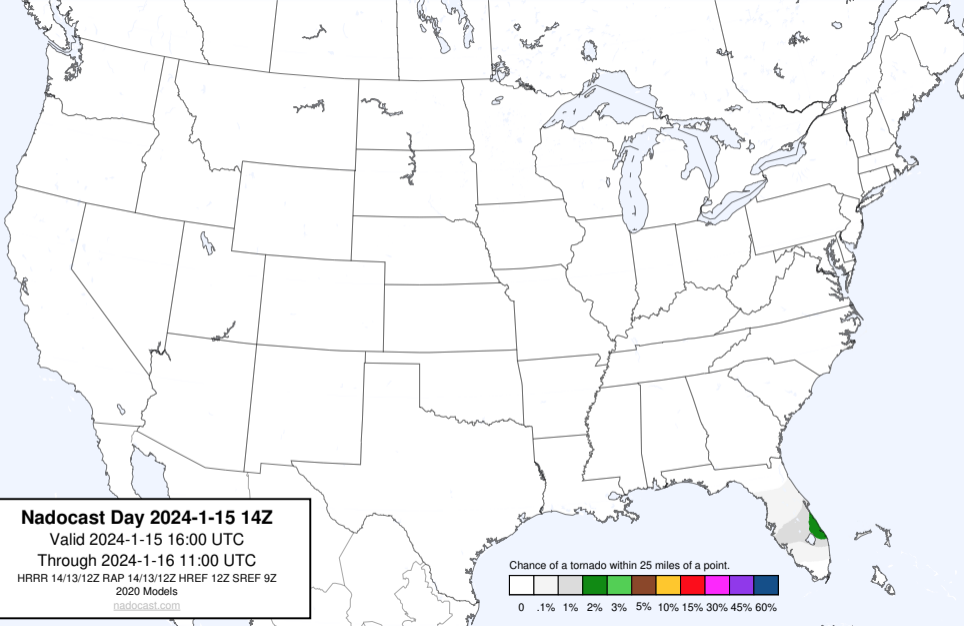 Nadocast Day 2024-1-15 14Z
Valid 2024-1-15 16:00 UTC
Through 2024-1-16 11:00 UTC
HRRR 14/13/12Z RAP 14/13/12Z HREF 12Z SREF 9Z
2020 Models
nadocast.com
Chance of a tornado within 25 miles of a point.
0 .1% 1% 2% 3% 5% 10% 15% 30% 45% 60%